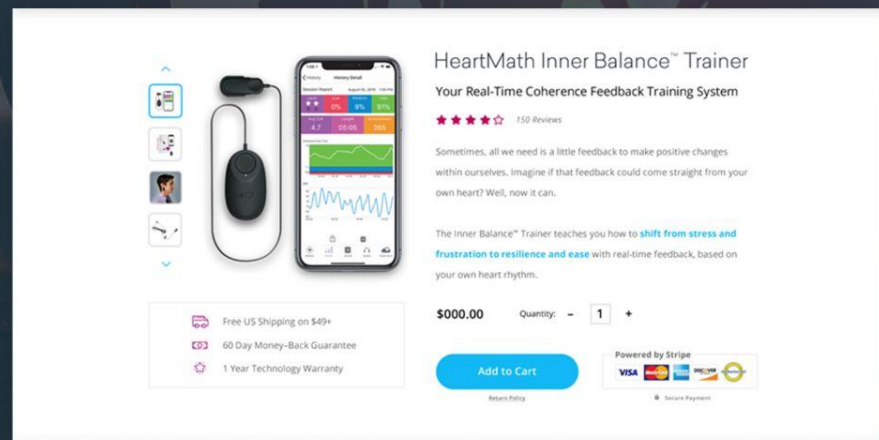 HeartMath Inner Balance™ Trainer
Your Real-Time Coherence Feedback Training System
150 Reviews
Sometimes, all we need is a little feedback to make positive changes
within ourselves. Imagine if that feedback could come straight from your
own heart? Well, now it can.
The Inner Balance™ Trainer teaches you how to shift from stress and
frustration to resilience and ease with real-time feedback, based on
your own heart rhythm.
$000.00
Quantity: – 1 +
Add to Cart
Return Policy
Powered by Stripe
VISA
MasterCard
DISCOVER
Secure Payment
History
History Detail
Session Report
0%
9%
91%
4.7
05:05
265
Free US Shipping on $49+
60 Day Money–Back Guarantee
1 Year Technology Warranty